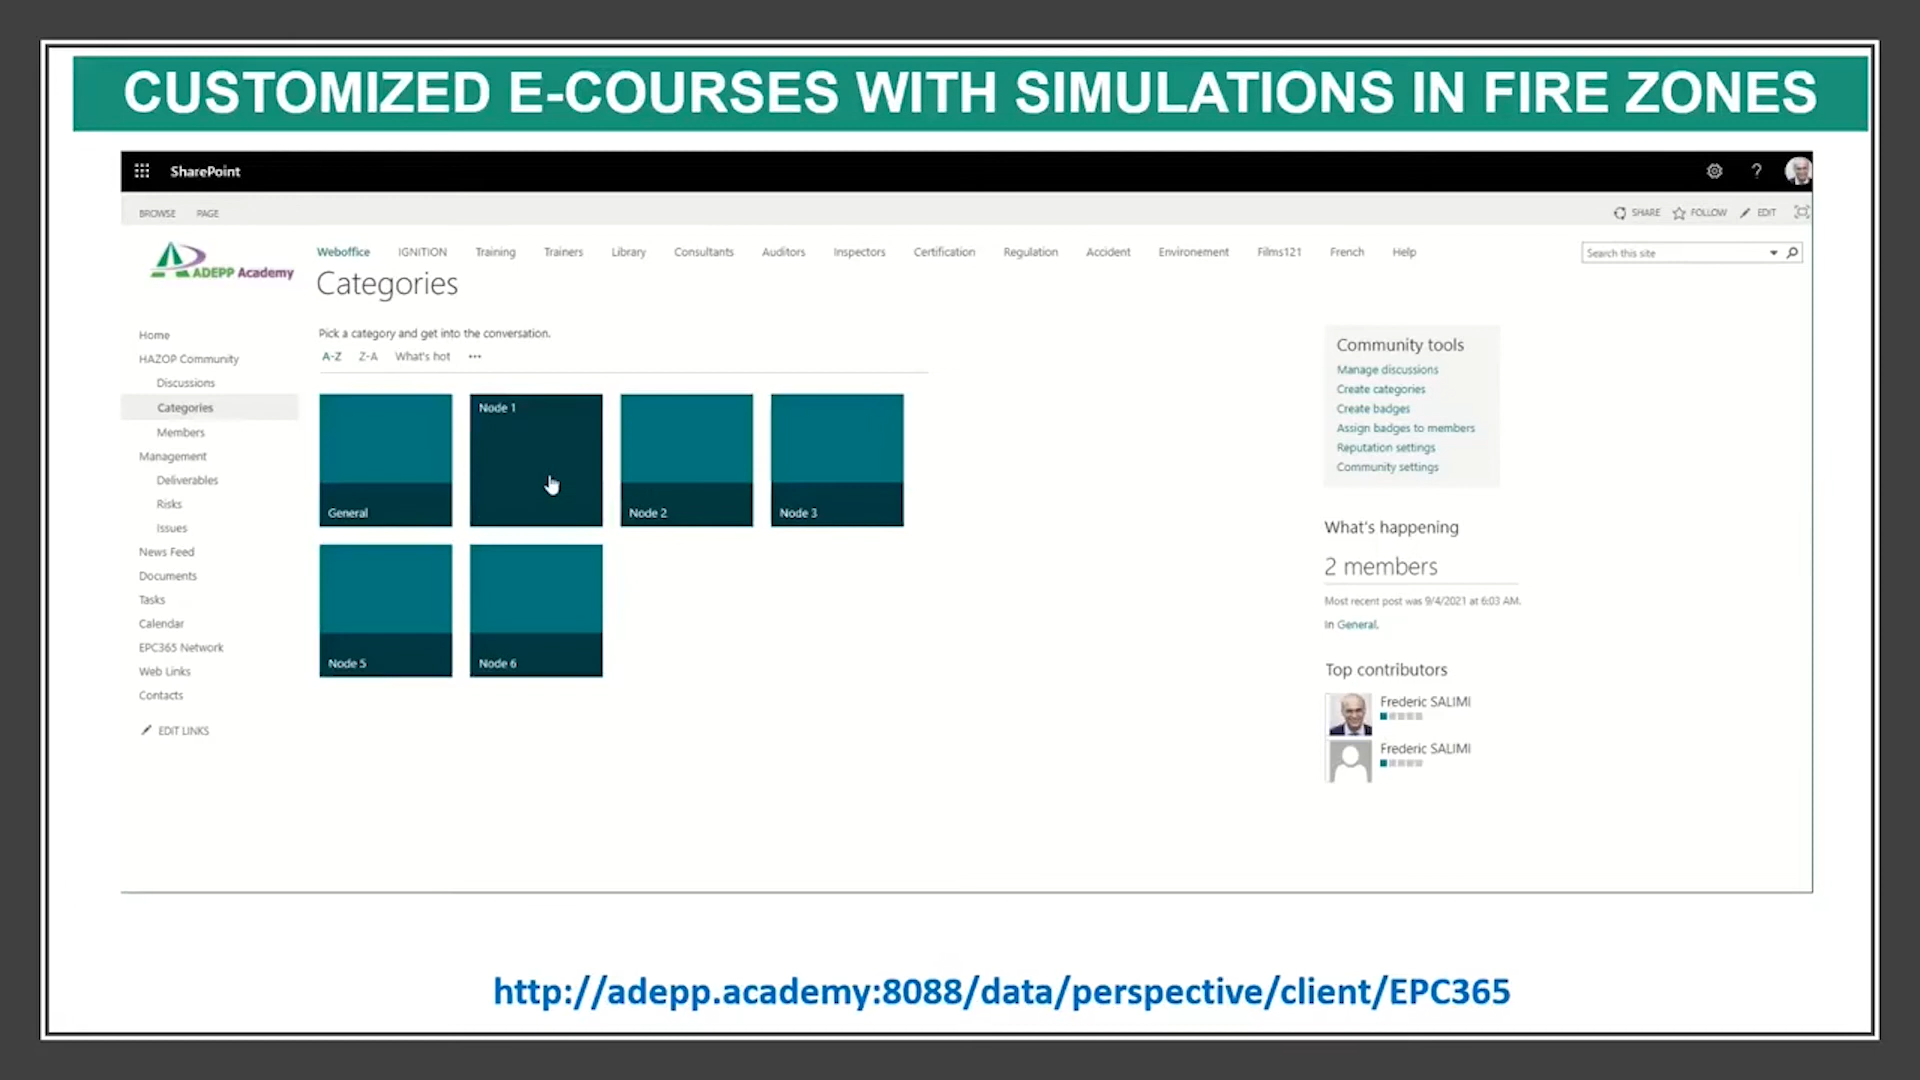 CUSTOMIZED E-COURSES WITH SIMULATIONS IN FIRE ZONES
SharePoint
?
BROWSE PAGE
SHARE FOLLOW EDIT
ADEPP Academy
Weboffice IGNITION Training Trainers Library Consultants Auditors Inspectors Certification Regulation Accident Environement Films121 French Help
Search this site
Categories
Home
HAZOP Community
Discussions
Categories
Members
Management
Deliverables
Risks
Issues
News Feed
Documents
Tasks
Calendar
EPC365 Network
Web Links
Contacts
EDIT LINKS
Pick a category and get into the conversation.
A-Z Z-A What's hot ···
General
Node 1
Node 2
Node 3
Node 5
Node 6
Community tools
Manage discussions
Create categories
Create badges
Assign badges to members
Reputation settings
Community settings
What's happening
2 members
Most recent post was 9/4/2021 at 6:03 AM.
In General.
Top contributors
Frederic SALIMI
Frederic SALIMI
http://adepp.academy:8088/data/perspective/client/EPC365